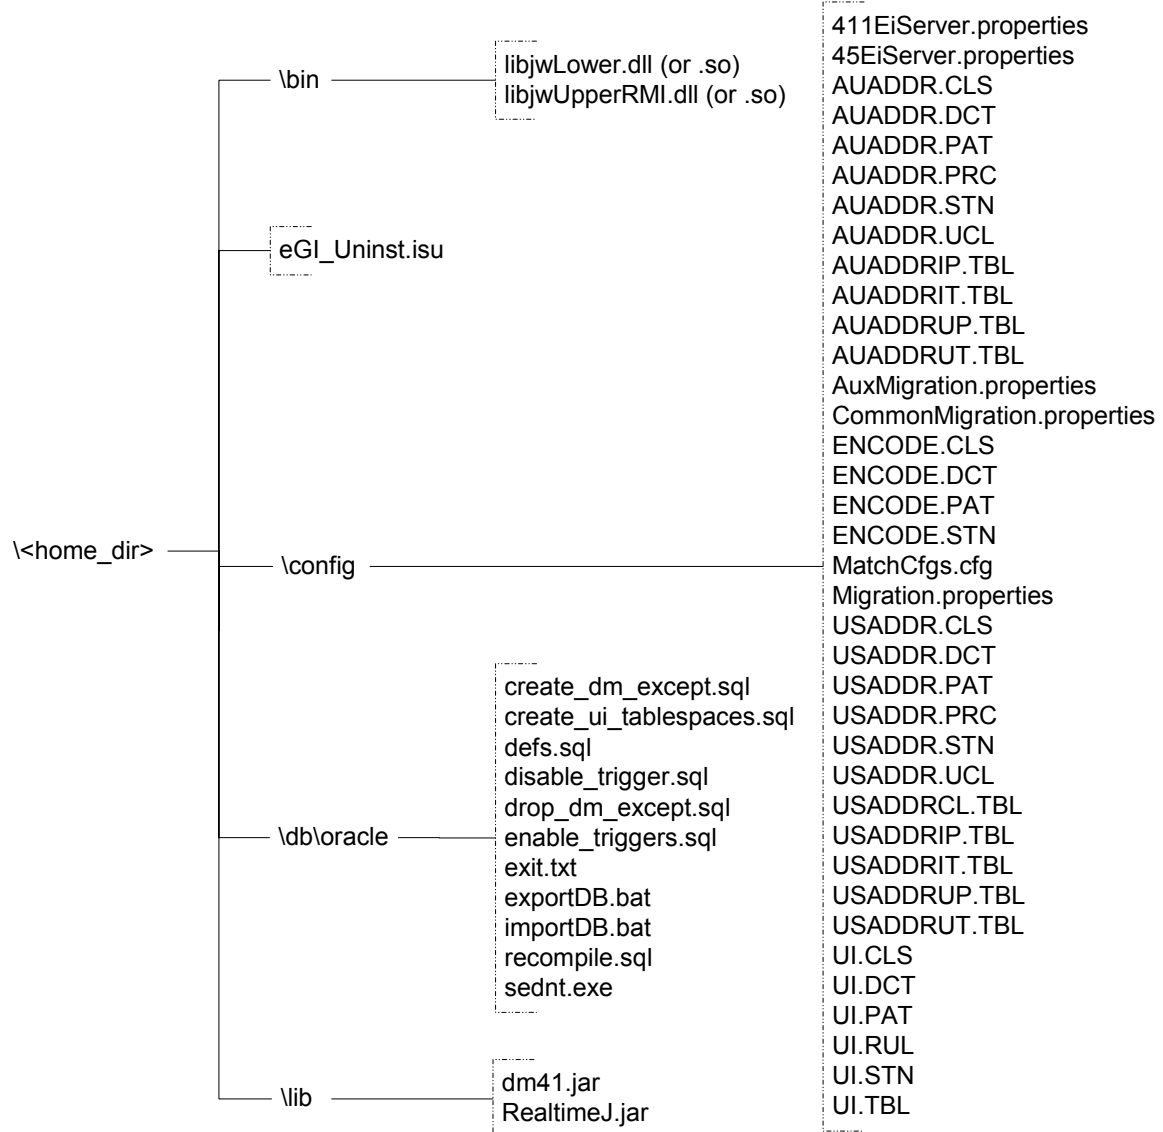 \<home_dir>
\bin
libjwLower.dll (or .so)
libjwUpperRMI.dll (or .so)
eGI_Uninst.isu
\config
411EiServer.properties
45EiServer.properties
AUADDR.CLS
AUADDR.DCT
AUADDR.PAT
AUADDR.PRC
AUADDR.STN
AUADDR.UCL
AUADDRIP.TBL
AUADDRIT.TBL
AUADDRUP.TBL
AUADDRUT.TBL
AuxMigration.properties
CommonMigration.properties
ENCODE.CLS
ENCODE.DCT
ENCODE.PAT
ENCODE.STN
MatchCfgs.cfg
Migration.properties
USADDR.CLS
USADDR.DCT
USADDR.PAT
USADDR.PRC
USADDR.STN
USADDR.UCL
USADDRCL.TBL
USADDRIP.TBL
USADDRIT.TBL
USADDRUP.TBL
USADDRUT.TBL
UI.CLS
UI.DCT
UI.PAT
UI.RUL
UI.STN
UI.TBL
\db\oracle
create_dm_except.sql
create_ui_tablespaces.sql
defs.sql
disable_trigger.sql
drop_dm_except.sql
enable_triggers.sql
exit.txt
exportDB.bat
importDB.bat
recompile.sql
sednt.exe
\lib
dm41.jar
RealtimeJ.jar